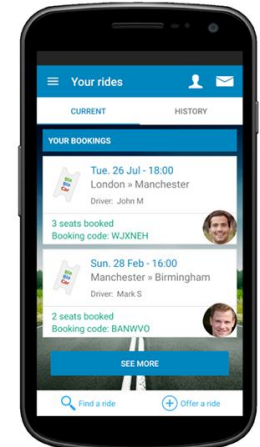 Your rides
CURRENT HISTORY
YOUR BOOKINGS
Tue. 26 Jul - 18:00
London » Manchester
Driver: John M
3 seats booked
Booking code: WJXNEH
Sun. 28 Feb - 16:00
Manchester » Birmingham
Driver: Mark S
2 seats booked
Booking code: BANWVO
SEE MORE
Find a ride Offer a ride